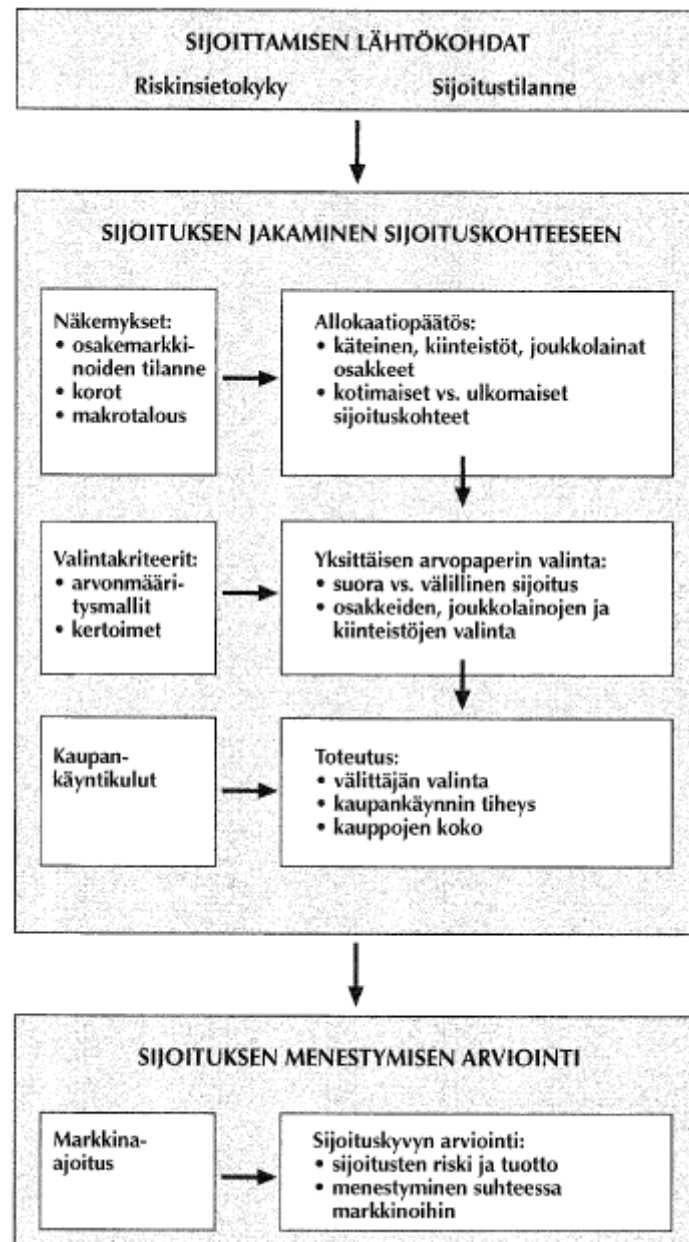 SIJOITTAMISEN LÄHTÖKOHDAT
Riskinsietokyky Sijoitustilanne
SIJOITUKSEN JAKAMINEN SIJOITUSKOHTEESEEN
Näkemykset:
• osakemarkki-
noiden tilanne
• korot
• makrotalous
Allokaatiopäätös:
• käteinen, kiinteistöt, joukkolainat
osakkeet
• kotimaiset vs. ulkomaiset
sijoituskohteet
Valintakriteerit:
• arvonmääri-
tysmallit
• kertoimet
Yksittäisen arvopaperin valinta:
• suora vs. välillinen sijoitus
• osakkeiden, joukkolainojen ja
kiinteistöjen valinta
Kaupan-
käyntikulut
Toteutus:
• välittäjän valinta
• kaupankäynnin tiheys
• kauppojen koko
SIJOITUKSEN MENESTYMISEN ARVIOINTI
Markkina-
ajoitus
Sijoituskyvyn arviointi:
• sijoitusten riski ja tuotto
• menestyminen suhteessa
markkinoihin